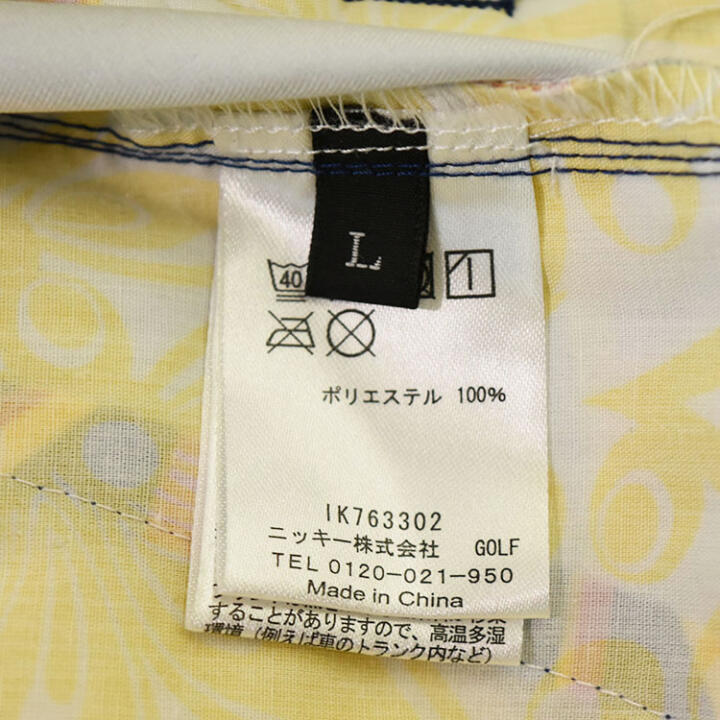 L
40
ポリエステル 100%
IK763302
ニッキー株式会社 GOLF
TEL 0120-021-950
Made in China
することがありますので、高温多湿
環境（例えば車のトランク内など）